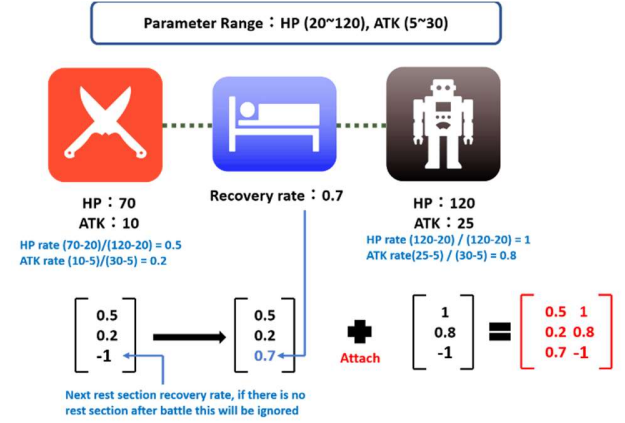 Parameter Range：HP (20~120), ATK (5~30)
HP：70
ATK：10
HP rate (70-20)/(120-20) = 0.5
ATK rate (10-5)/(30-5) = 0.2
Recovery rate：0.7
HP：120
ATK：25
HP rate (120-20) / (120-20) = 1
ATK rate(25-5) / (30-5) = 0.8
0.5
0.2
-1
0.5
0.2
0.7
Attach
1
0.8
-1
0.5 1
0.2 0.8
0.7 -1
Next rest section recovery rate, if there is no
rest section after battle this will be ignored